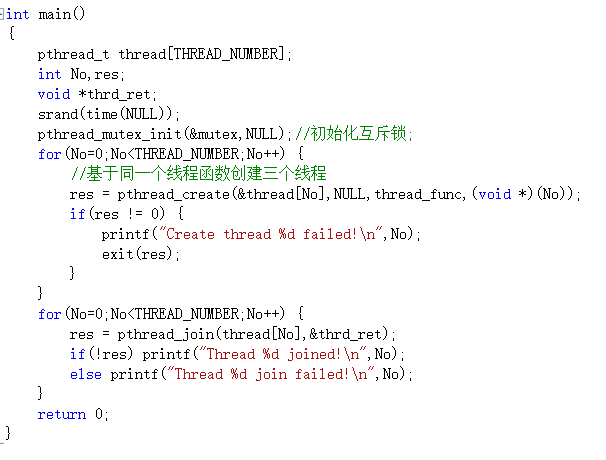 int main()
{
    pthread_t thread[THREAD_NUMBER];
    int No,res;
    void *thrd_ret;
    srand(time(NULL));
    pthread_mutex_init(&mutex,NULL);//初始化互斥锁;
    for(No=0;No<THREAD_NUMBER;No++) {
        //基于同一个线程函数创建三个线程
        res = pthread_create(&thread[No],NULL,thread_func,(void *)(No));
        if(res != 0) {
            printf("Create thread %d failed!\n",No);
            exit(res);
        }
    }
    for(No=0;No<THREAD_NUMBER;No++) {
        res = pthread_join(thread[No],&thrd_ret);
        if(!res) printf("Thread %d joined!\n",No);
        else printf("Thread %d join failed!\n",No);
    }
    return 0;
}